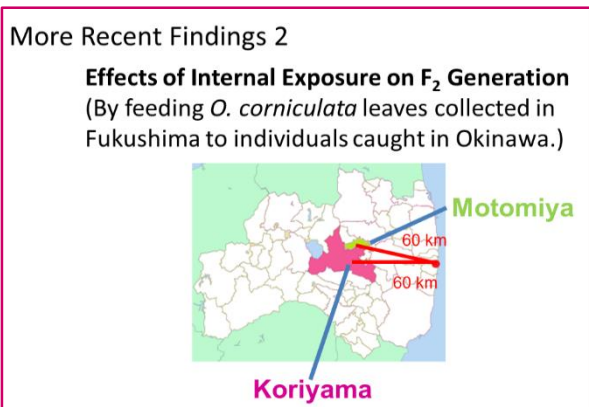 More Recent Findings 2
Effects of Internal Exposure on F₂ Generation
(By feeding O. corniculata leaves collected in
Fukushima to individuals caught in Okinawa.)
Motomiya
60 km
60 km
Koriyama